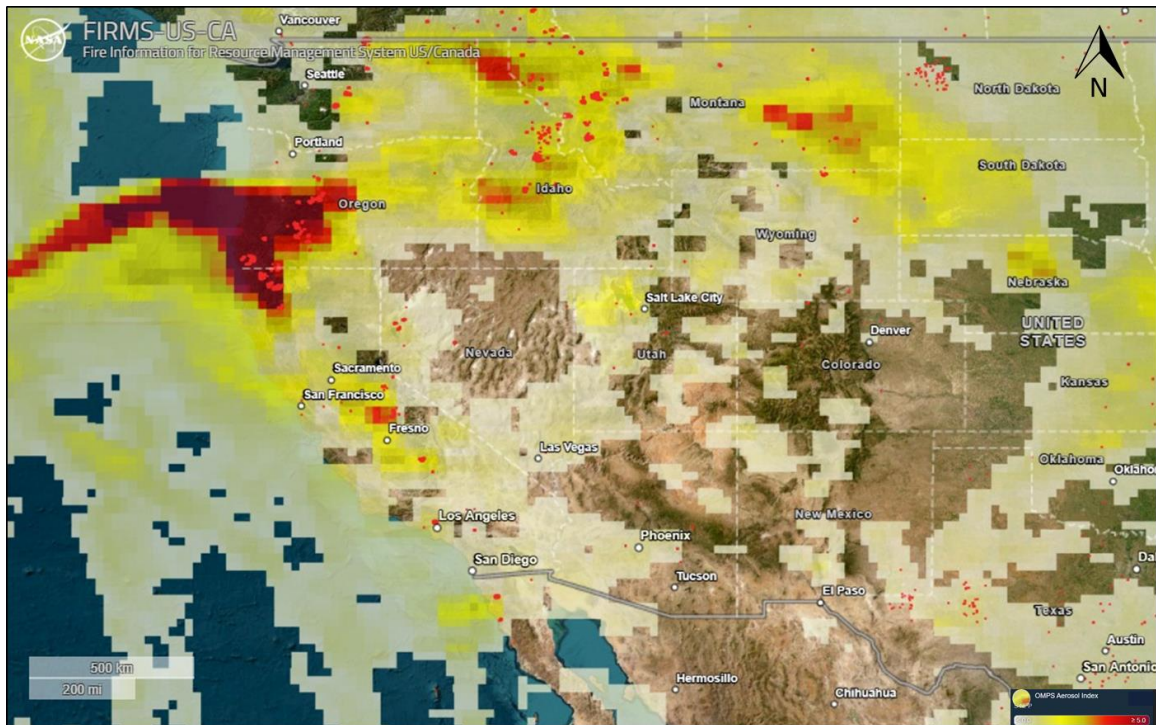 NASA
FIRMS-US-CA
Fire Information for Resource Management System US/Canada
Vancouver
Seattle
Portland
Montana
North Dakota
N
South Dakota
Idaho
Oregon
Wyoming
Nebraska
Salt Lake City
UNITED
STATES
Denver
Nevada
Utah
Colorado
Sacramento
Kansas
San Francisco
Fresno
Las Vegas
Oklahoma
Oklaho
Los Angeles
New Mexico
Phoenix
San Diego
Da
Tucson
El Paso
Texas
Austin
500 km
San Antonio
200 mi
Hermosillo
Chihuahua
OMPS Aerosol Index
≥ 5.0